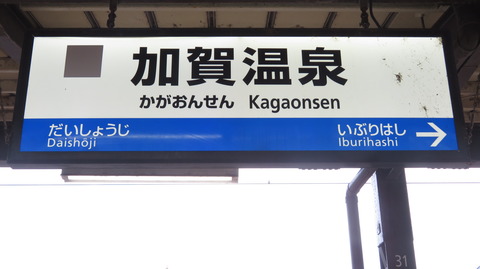 加賀温泉
かがおんせん Kagaonsen
だいしょうじ いぶりはし
Daishōji Iburihashi
31